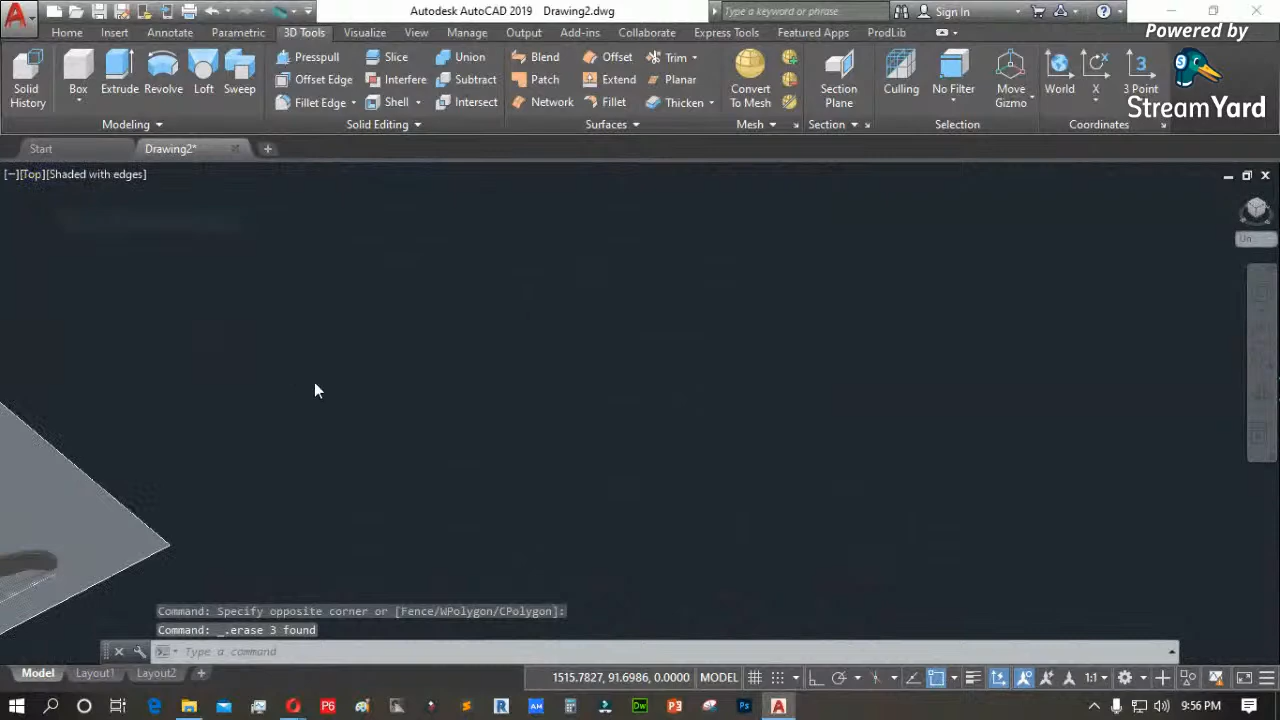 Autodesk AutoCAD 2019 Drawing2.dwg
Type a keyword or phrase
Sign In
Powered by
StreamYard
Home Insert Annotate Parametric 3D Tools Visualize View Manage Output Add-ins Collaborate Express Tools Featured Apps ProdLib
Solid History
Box Extrude Revolve Loft Sweep
Presspull Slice Union
Offset Edge Interfere Subtract
Fillet Edge Shell Intersect
Blend Offset Trim
Patch Extend Planar
Network Fillet Thicken
Convert To Mesh
Section Plane
Culling No Filter Move Gizmo
World X 3 Point
Modeling Solid Editing Surfaces Mesh Section Selection Coordinates
Start Drawing2*
[−][Top][Shaded with edges]
Un...
Command: Specify opposite corner or [Fence/WPolygon/CPolygon]:
Command: _.erase 3 found
Type a command
Model Layout1 Layout2
1515.7827, 91.6986, 0.0000 MODEL 1:1
9:56 PM